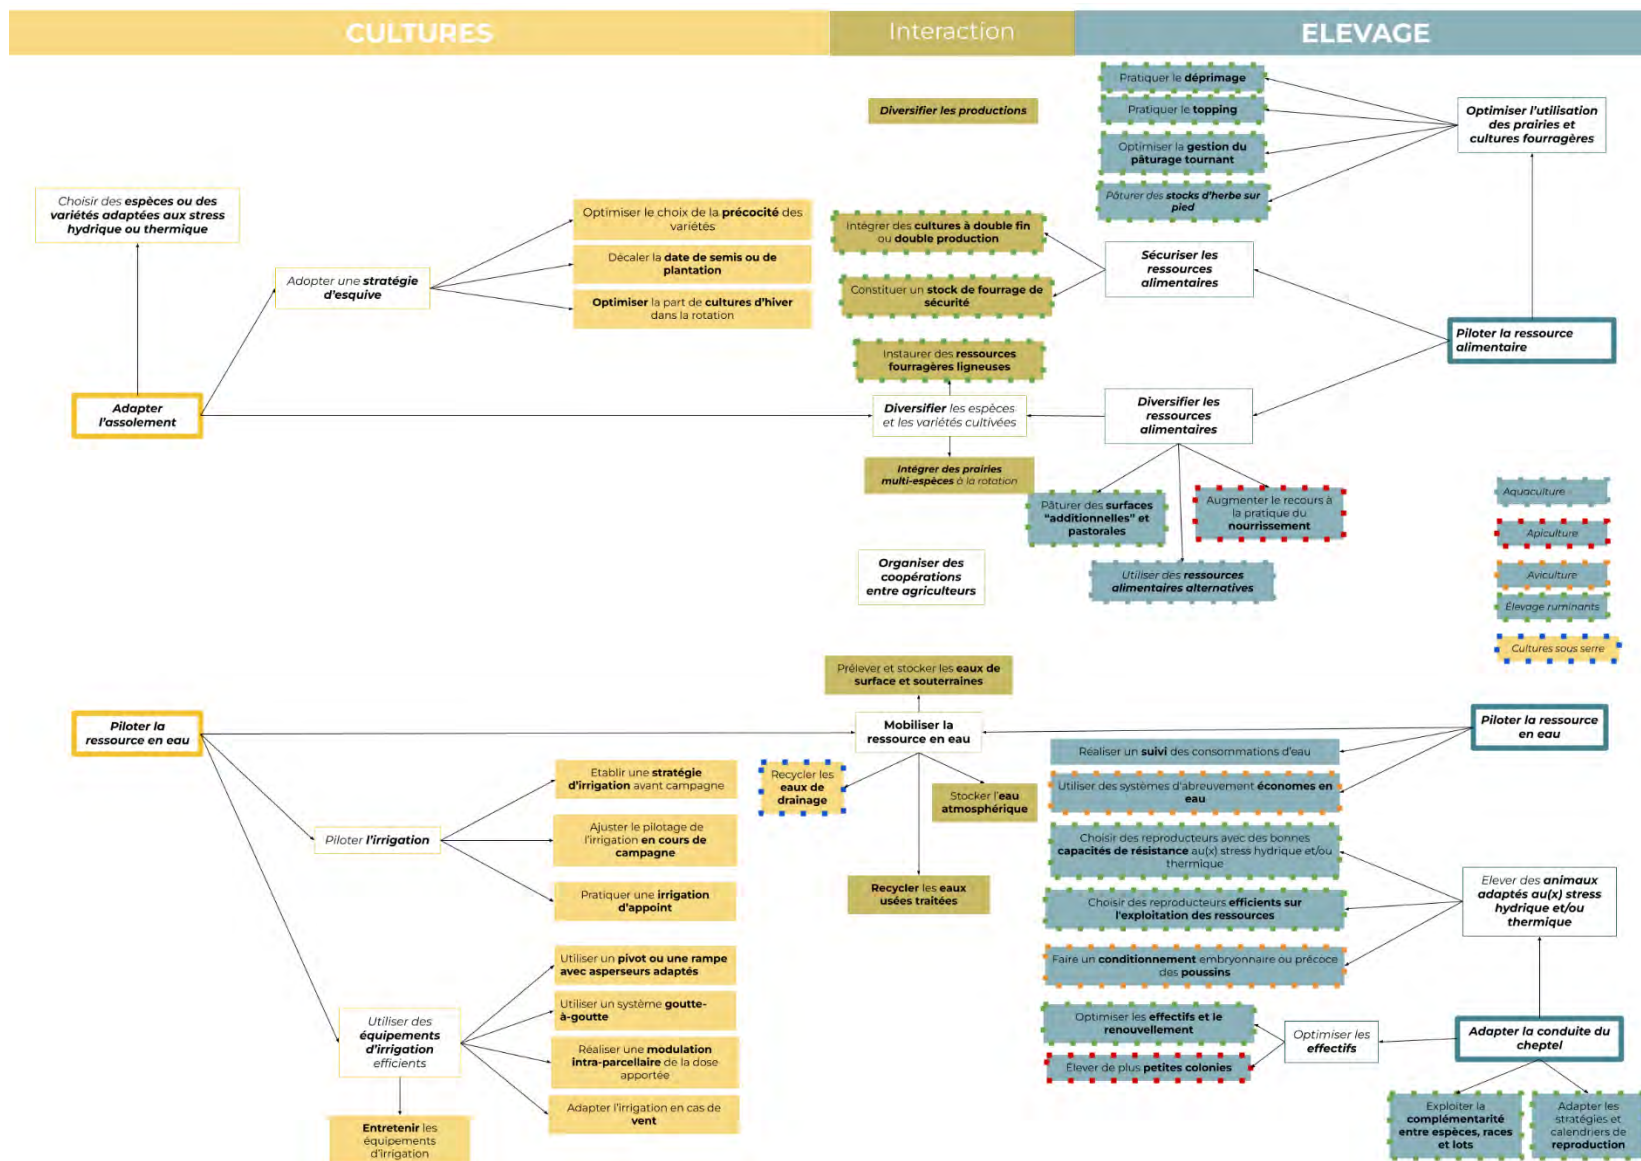 CULTURES
Interaction
ELEVAGE
Pratiquer le déprimage
Pratiquer le topping
Optimiser la gestion du
pâturage tournant
Pâturer des stocks d'herbe sur
pied
Optimiser l'utilisation
des prairies et
cultures fourragères
Diversifier les productions
Choisir des espèces ou des
variétés adaptées aux stress
hydrique ou thermique
Adopter une stratégie
d'esquive
Optimiser le choix de la précocité des
variétés
Décaler la date de semis ou de
plantation
Optimiser la part de cultures d'hiver
dans la rotation
Intégrer des cultures à double fin
ou double production
Constituer un stock de fourrage de
sécurité
Sécuriser les
ressources
alimentaires
Piloter la ressource
alimentaire
Instaurer des ressources
fourragères ligneuses
Adapter
l'assolement
Diversifier les espèces
et les variétés cultivées
Diversifier les
ressources
alimentaires
Intégrer des prairies
multi-espèces à la rotation
Pâturer des surfaces
"additionnelles" et
pastorales
Augmenter le recours à
la pratique du
nourrissement
Utiliser des ressources
alimentaires alternatives
Organiser des
coopérations
entre agriculteurs
Aquaculture
Apiculture
Aviculture
Élevage ruminants
Cultures sous serre
Prélever et stocker les eaux de
surface et souterraines
Piloter la
ressource en eau
Mobiliser la
ressource en eau
Piloter la ressource
en eau
Recycler les
eaux de
drainage
Stocker l'eau
atmosphérique
Recycler les eaux
usées traitées
Réaliser un suivi des consommations d'eau
Utiliser des systèmes d'abreuvement économes en
eau
Piloter l'irrigation
Etablir une stratégie
d'irrigation avant campagne
Ajuster le pilotage de
l'irrigation en cours de
campagne
Pratiquer une irrigation
d'appoint
Choisir des reproducteurs avec des bonnes
capacités de résistance au(x) stress hydrique et/ou
thermique
Choisir des reproducteurs efficients sur
l'exploitation des ressources
Faire un conditionnement embryonnaire ou précoce
des poussins
Elever des animaux
adaptés au(x) stress
hydrique et/ou
thermique
Utiliser des
équipements
d'irrigation
efficients
Utiliser un pivot ou une rampe
avec asperseurs adaptés
Utiliser un système goutte-
à-goutte
Réaliser une modulation
intra-parcellaire de la dose
apportée
Adapter l'irrigation en cas de
vent
Entretenir les
équipements
d'irrigation
Optimiser les effectifs et le
renouvellement
Élever de plus petites colonies
Optimiser les
effectifs
Adapter la conduite du
cheptel
Exploiter la
complémentarité
entre espèces, races
et lots
Adapter les
stratégies et
calendriers de
reproduction